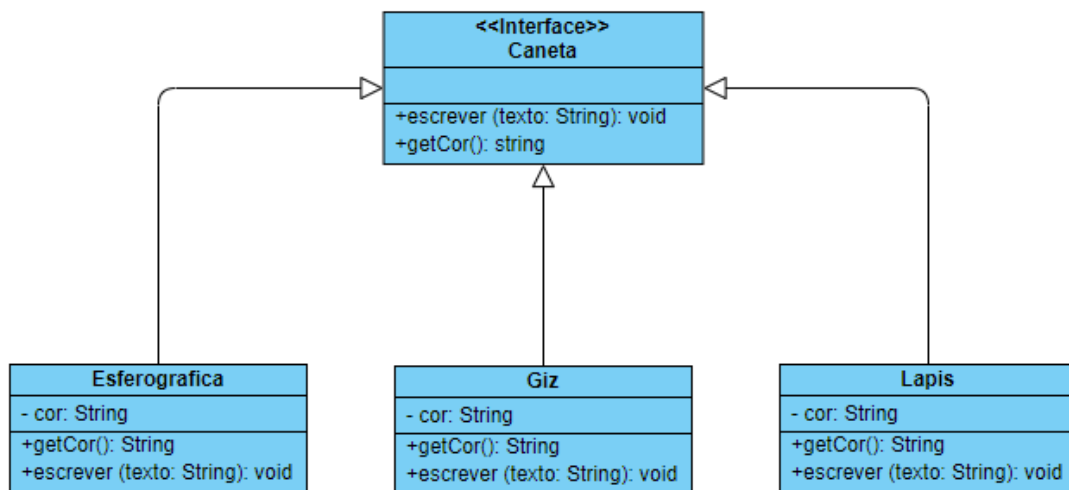 <<Interface>>
Caneta
+escrever (texto: String): void
+getCor(): string
Esferografica
- cor: String
+getCor(): String
+escrever (texto: String): void
Giz
- cor: String
+getCor(): String
+escrever (texto: String): void
Lapis
- cor: String
+getCor(): String
+escrever (texto: String): void